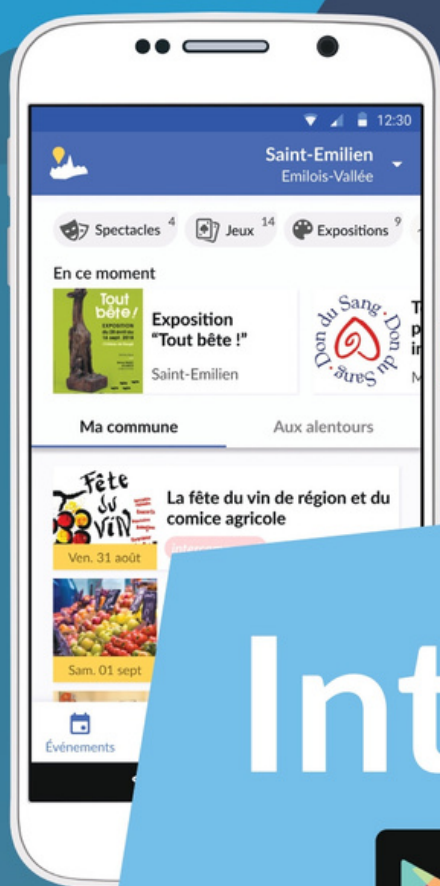 12:30
Saint-Emilien
Emilois-Vallée
Spectacles 4
Jeux 14
Expositions 9
En ce moment
Tout
bête !
EXPOSITION
Exposition
"Tout bête !"
Saint-Emilien
Don du Sang · Don du Sang ·
Ma commune
Aux alentours
Fête
du
VIN
Ven. 31 août
La fête du vin de région et du
comice agricole
Sam. 01 sept
Événements
Int